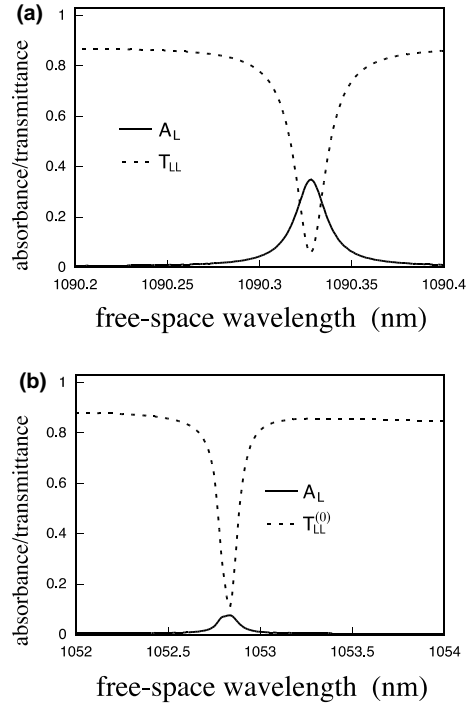 (a)
absorbance/transmittance
1
0.8
0.6
0.4
0.2
0
A_L
T_LL
1090.2
1090.25
1090.3
1090.35
1090.4
free-space wavelength (nm)
(b)
absorbance/transmittance
1
0.8
0.6
0.4
0.2
0
A_L
T_LL^(0)
1052
1052.5
1053
1053.5
1054
free-space wavelength (nm)